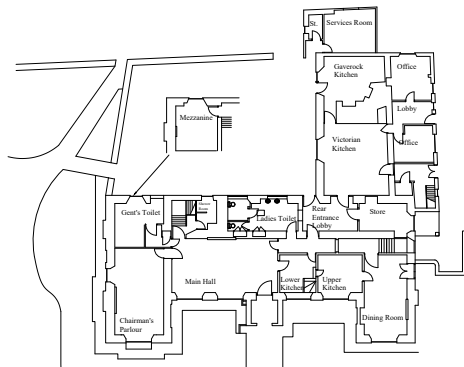 St.
Services Room
Gaverock
Kitchen
Office
Lobby
Mezzanine
Victorian
Kitchen
Office
Gent's Toilet
Ladies Toilet
Rear
Entrance
Lobby
Store
Main Hall
Lower
Kitchen
Upper
Kitchen
Chairman's
Parlour
Dining Room